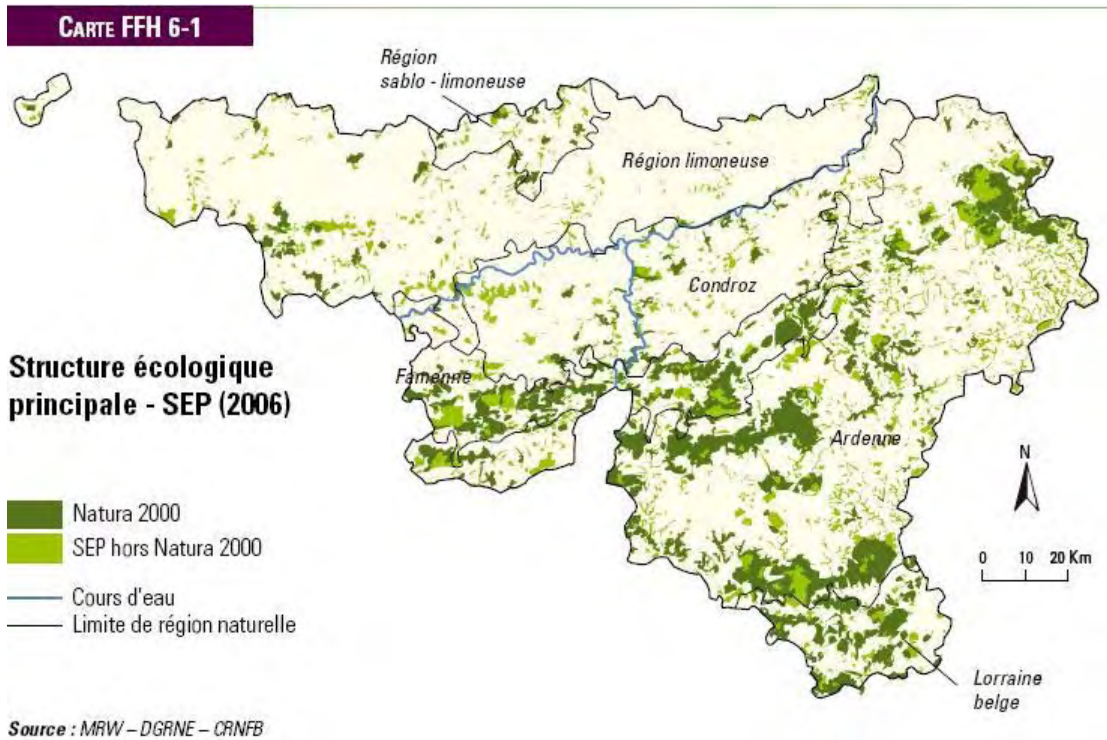 CARTE FFH 6-1
Région
sablo - limoneuse
Région limoneuse
Condroz
Famenne
Ardenne
Structure écologique
principale - SEP (2006)
N
Natura 2000
SEP hors Natura 2000
0 10 20 Km
Cours d'eau
Limite de région naturelle
Lorraine
belge
Source : MRW – DGRNE – CRNFB